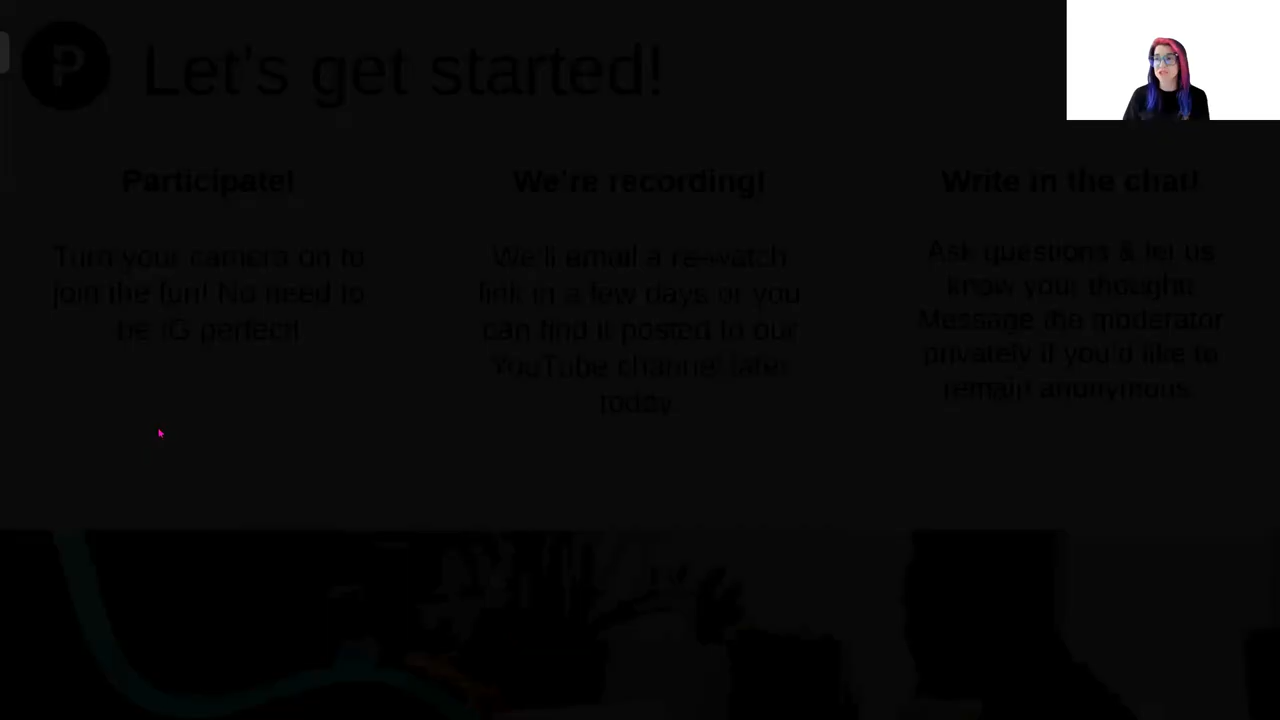 P
Let's get started!
Participate!
Turn your camera on to
join the fun! No need to
be IG perfect!
We're recording!
We'll email a re-watch
link in a few days or you
can find it posted to our
YouTube channel later
today.
Write in the chat!
Ask questions & let us
know your thoughts.
Message the moderator
privately if you'd like to
remain anonymous.